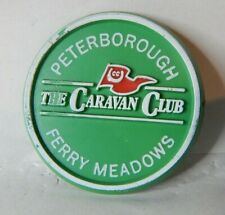 PETERBOROUGH
CC
THE CARAVAN CLUB
FERRY MEADOWS